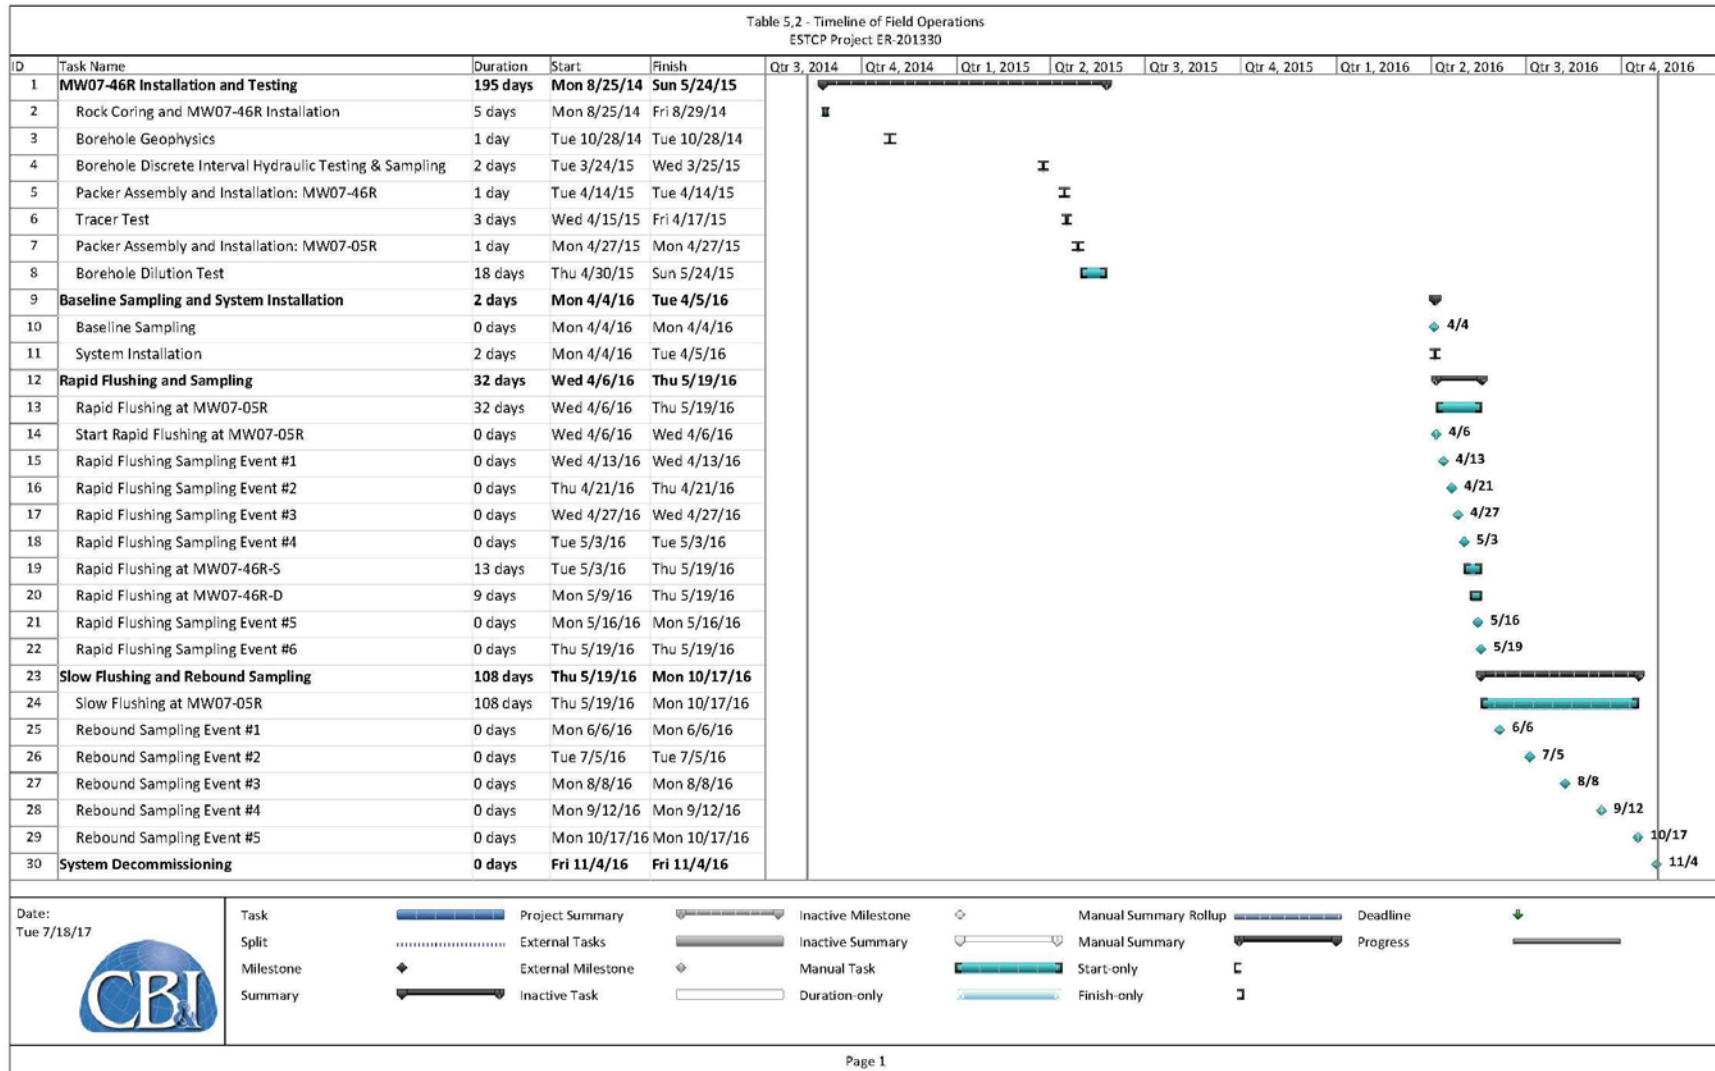 Table 5,2 - Timeline of Field Operations
ESTCP Project ER-201330
ID Task Name Duration Start Finish Qtr 3, 2014 Qtr 4, 2014 Qtr 1, 2015 Qtr 2, 2015 Qtr 3, 2015 Qtr 4, 2015 Qtr 1, 2016 Qtr 2, 2016 Qtr 3, 2016 Qtr 4, 2016
1 MW07-46R Installation and Testing 195 days Mon 8/25/14 Sun 5/24/15
2 Rock Coring and MW07-46R Installation 5 days Mon 8/25/14 Fri 8/29/14
3 Borehole Geophysics 1 day Tue 10/28/14 Tue 10/28/14
4 Borehole Discrete Interval Hydraulic Testing & Sampling 2 days Tue 3/24/15 Wed 3/25/15
5 Packer Assembly and Installation: MW07-46R 1 day Tue 4/14/15 Tue 4/14/15
6 Tracer Test 3 days Wed 4/15/15 Fri 4/17/15
7 Packer Assembly and Installation: MW07-05R 1 day Mon 4/27/15 Mon 4/27/15
8 Borehole Dilution Test 18 days Thu 4/30/15 Sun 5/24/15
9 Baseline Sampling and System Installation 2 days Mon 4/4/16 Tue 4/5/16
10 Baseline Sampling 0 days Mon 4/4/16 Mon 4/4/16 4/4
11 System Installation 2 days Mon 4/4/16 Tue 4/5/16
12 Rapid Flushing and Sampling 32 days Wed 4/6/16 Thu 5/19/16
13 Rapid Flushing at MW07-05R 32 days Wed 4/6/16 Thu 5/19/16
14 Start Rapid Flushing at MW07-05R 0 days Wed 4/6/16 Wed 4/6/16 4/6
15 Rapid Flushing Sampling Event #1 0 days Wed 4/13/16 Wed 4/13/16 4/13
16 Rapid Flushing Sampling Event #2 0 days Thu 4/21/16 Thu 4/21/16 4/21
17 Rapid Flushing Sampling Event #3 0 days Wed 4/27/16 Wed 4/27/16 4/27
18 Rapid Flushing Sampling Event #4 0 days Tue 5/3/16 Tue 5/3/16 5/3
19 Rapid Flushing at MW07-46R-S 13 days Tue 5/3/16 Thu 5/19/16
20 Rapid Flushing at MW07-46R-D 9 days Mon 5/9/16 Thu 5/19/16
21 Rapid Flushing Sampling Event #5 0 days Mon 5/16/16 Mon 5/16/16 5/16
22 Rapid Flushing Sampling Event #6 0 days Thu 5/19/16 Thu 5/19/16 5/19
23 Slow Flushing and Rebound Sampling 108 days Thu 5/19/16 Mon 10/17/16
24 Slow Flushing at MW07-05R 108 days Thu 5/19/16 Mon 10/17/16
25 Rebound Sampling Event #1 0 days Mon 6/6/16 Mon 6/6/16 6/6
26 Rebound Sampling Event #2 0 days Tue 7/5/16 Tue 7/5/16 7/5
27 Rebound Sampling Event #3 0 days Mon 8/8/16 Mon 8/8/16 8/8
28 Rebound Sampling Event #4 0 days Mon 9/12/16 Mon 9/12/16 9/12
29 Rebound Sampling Event #5 0 days Mon 10/17/16 Mon 10/17/16 10/17
30 System Decommissioning 0 days Fri 11/4/16 Fri 11/4/16 11/4
Date:
Tue 7/18/17
CB&I
Task Project Summary Inactive Milestone Manual Summary Rollup Deadline
Split External Tasks Inactive Summary Manual Summary Progress
Milestone External Milestone Manual Task Start-only
Summary Inactive Task Duration-only Finish-only
Page 1